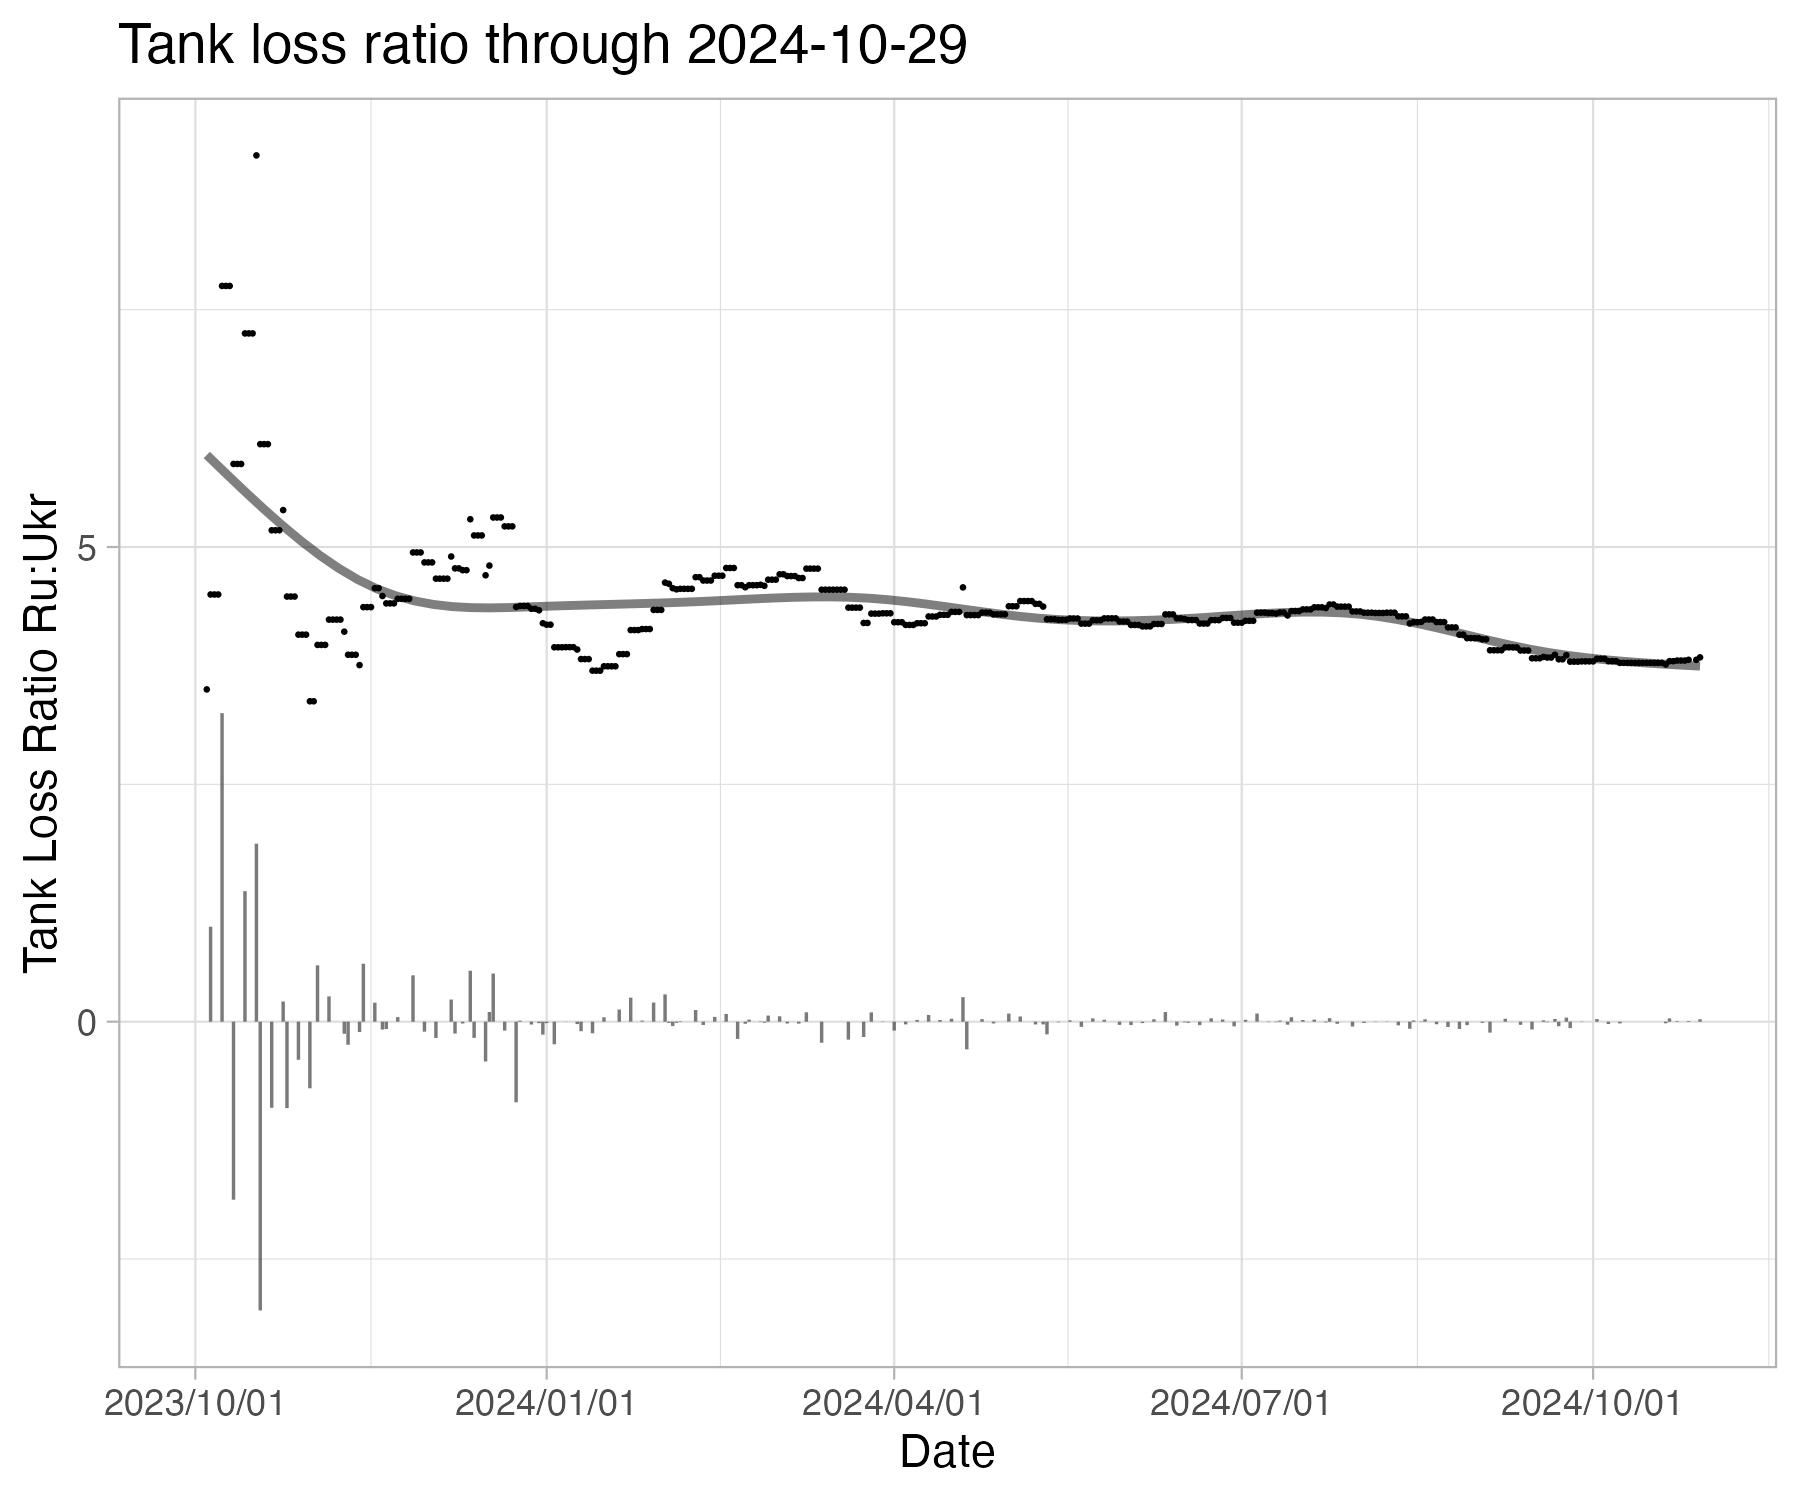 Tank loss ratio through 2024-10-29
Tank Loss Ratio Ru:Ukr
5
0
2023/10/01
2024/01/01
2024/04/01
2024/07/01
2024/10/01
Date